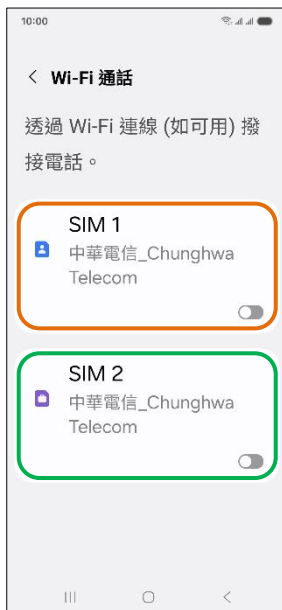 10:00
Wi-Fi 通話
透過 Wi-Fi 連線 (如可用) 撥
接電話。
SIM 1
中華電信_Chunghwa
Telecom
SIM 2
中華電信_Chunghwa
Telecom